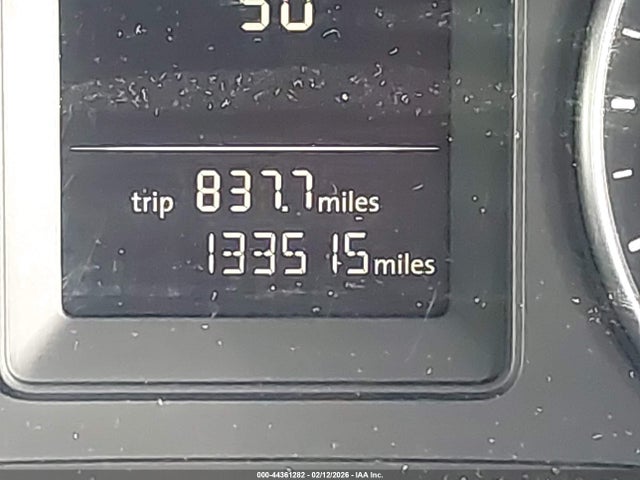 trip 837.7 miles
133515 miles
000-44361282 - 02/12/2026 - IAA Inc.